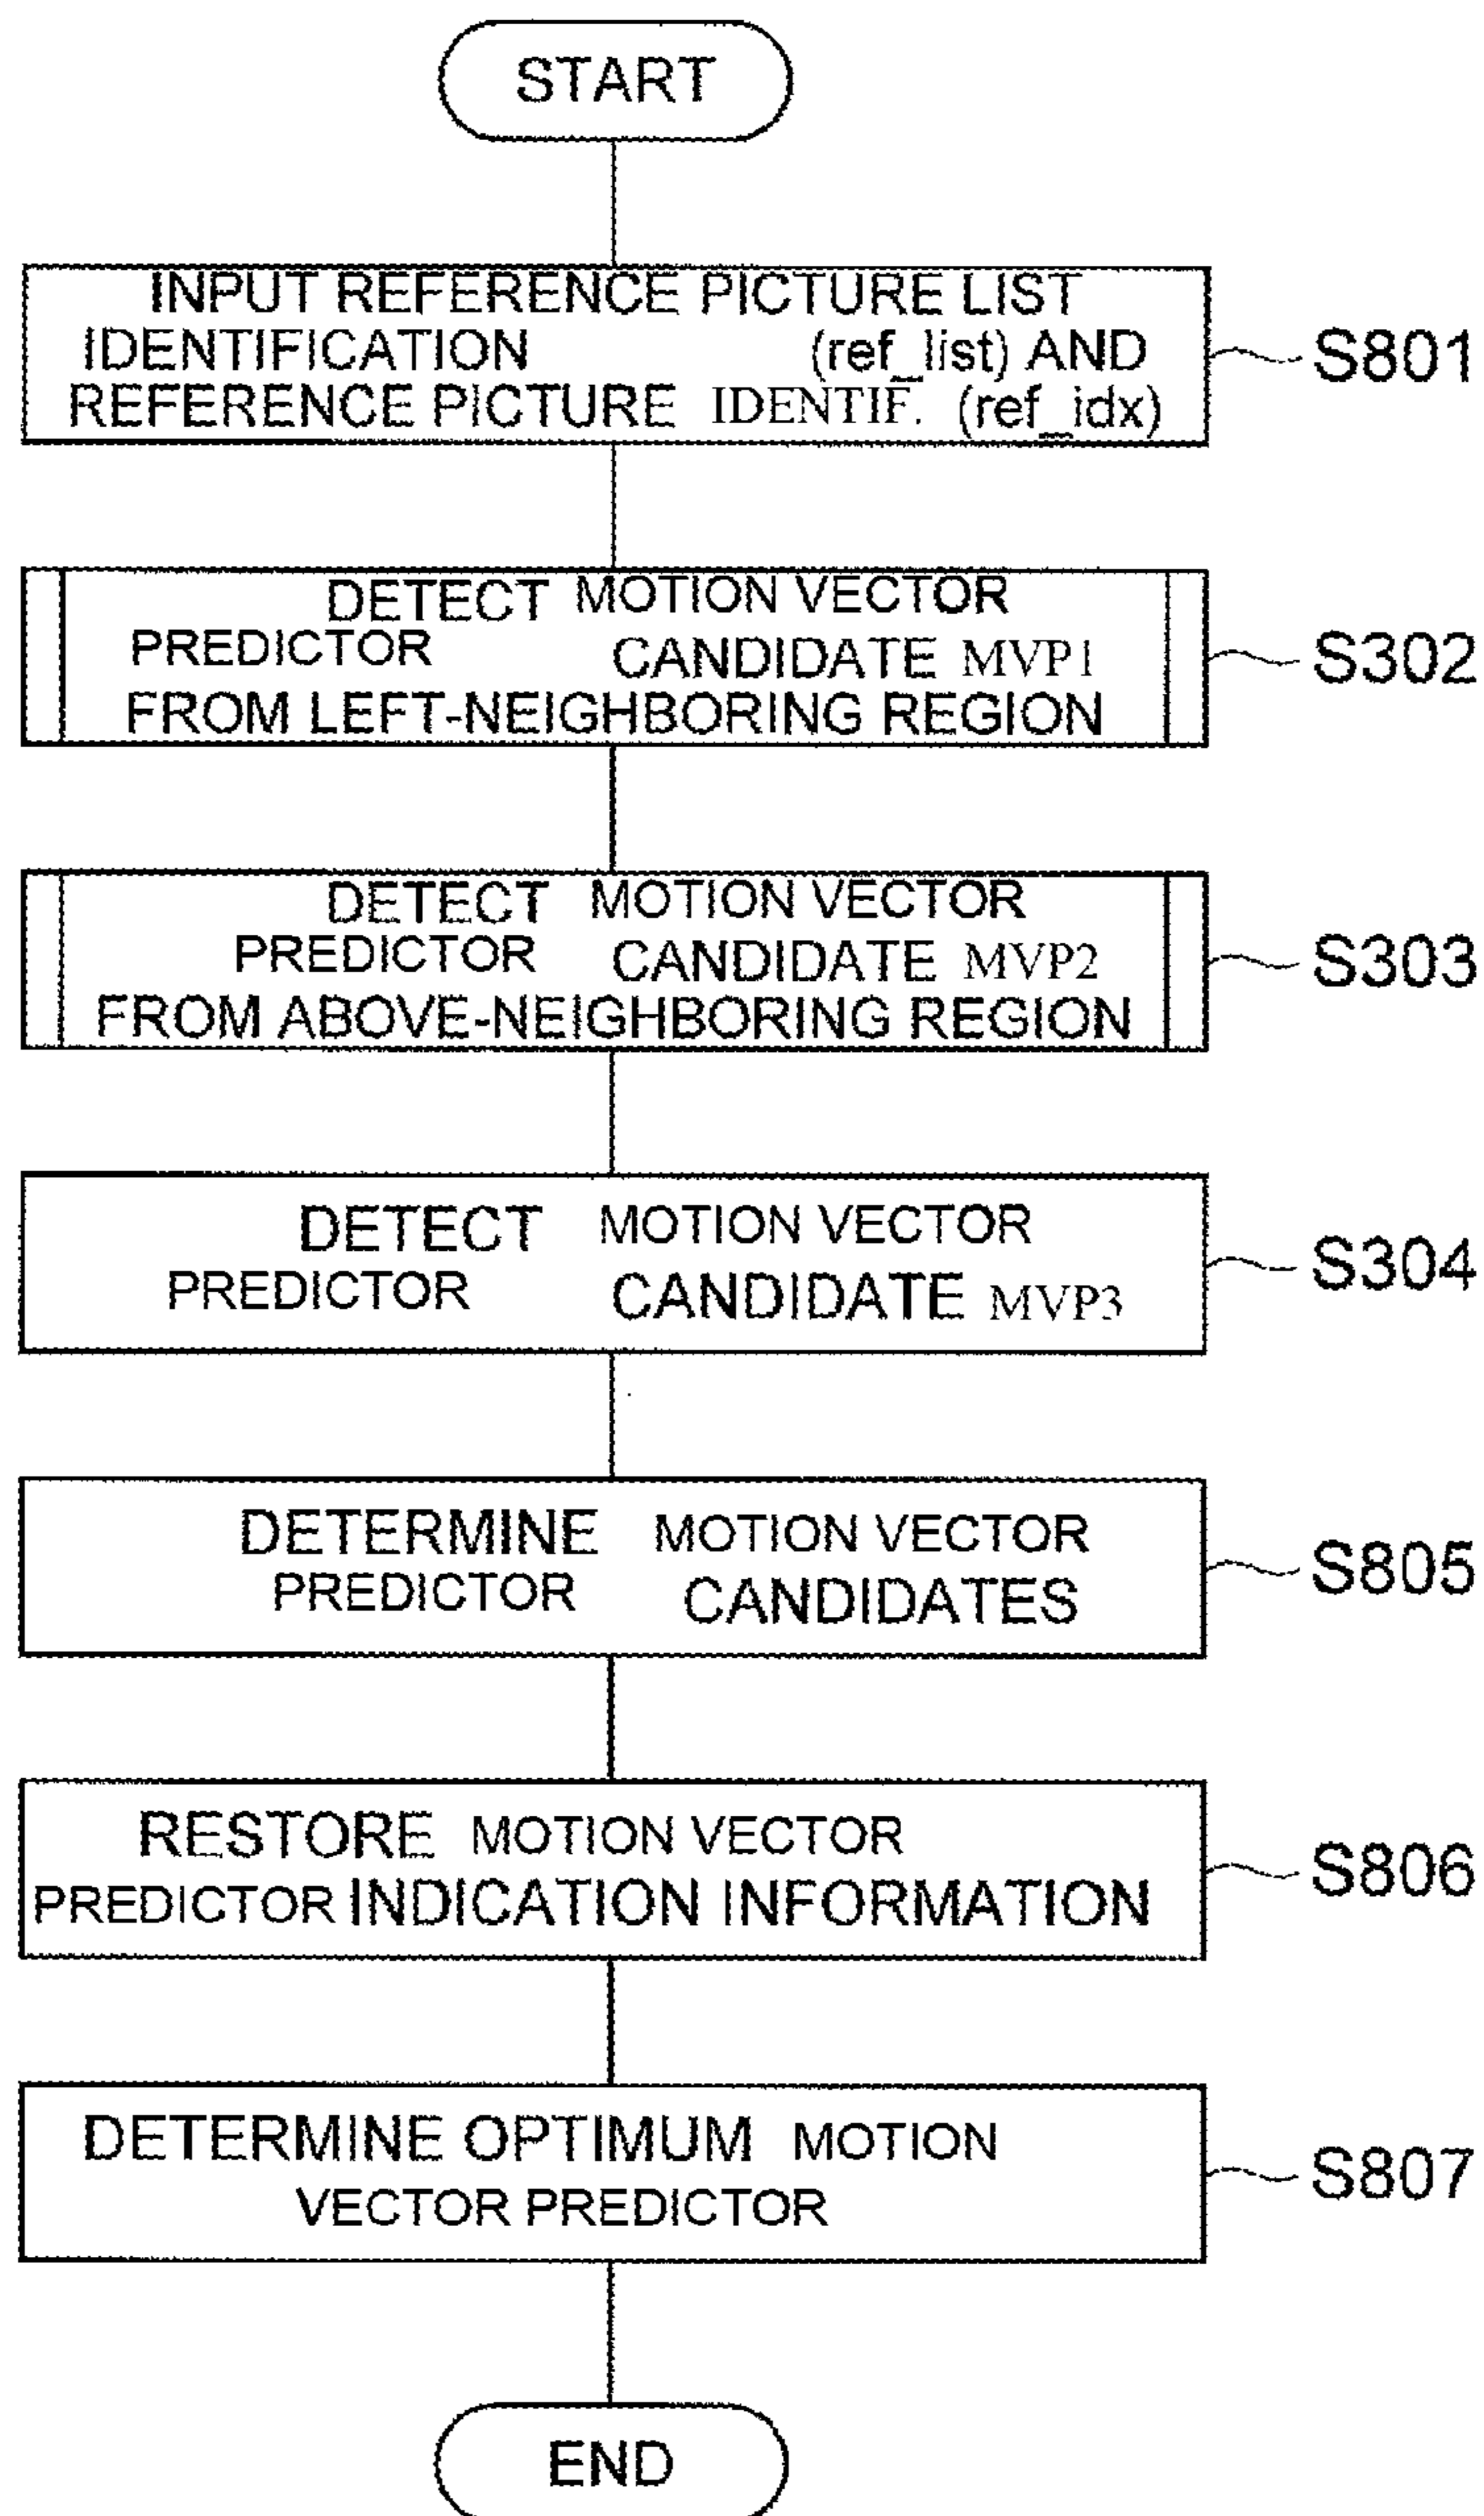 START
INPUT REFERENCE PICTURE LIST
IDENTIFICATION (ref_list) AND
REFERENCE PICTURE IDENTIF. (ref_idx)
S801
DETECT MOTION VECTOR
PREDICTOR CANDIDATE MVP1
FROM LEFT-NEIGHBORING REGION
S302
DETECT MOTION VECTOR
PREDICTOR CANDIDATE MVP2
FROM ABOVE-NEIGHBORING REGION
S303
DETECT MOTION VECTOR
PREDICTOR CANDIDATE MVP3
S304
DETERMINE MOTION VECTOR
PREDICTOR CANDIDATES
S805
RESTORE MOTION VECTOR
PREDICTOR INDICATION INFORMATION
S806
DETERMINE OPTIMUM MOTION
VECTOR PREDICTOR
S807
END